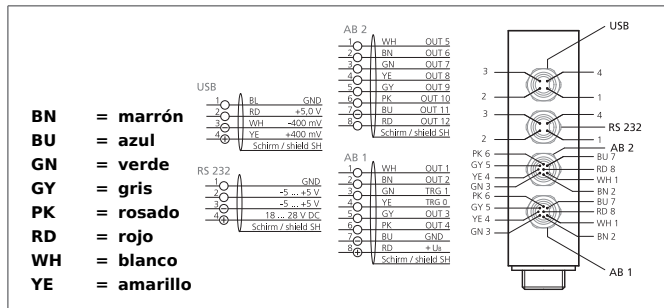 BN = marrón
BU = azul
GN = verde
GY = gris
PK = rosado
RD = rojo
WH = blanco
YE = amarillo
USB
1 BL GND
2 RD +5,0 V
3 WH -400 mV
4 YE +400 mV
Schirm / shield SH
RS 232
1 GND
2 -5 ... +5 V
3 -5 ... +5 V
4 18 ... 28 V DC
Schirm / shield SH
AB 2
1 WH OUT 5
2 BN OUT 6
3 GN OUT 7
4 YE OUT 8
5 GY OUT 9
6 PK OUT 10
7 BU OUT 11
8 RD OUT 12
Schirm / shield SH
AB 1
1 WH OUT 1
2 BN OUT 2
3 GN TRG 1
4 YE TRG 0
5 GY OUT 3
6 PK OUT 4
7 BU GND
8 RD + UB
Schirm / shield SH
USB
3 4
2 1
3 4
RS 232
2 1
AB 2
PK 6 BU 7
GY 5 RD 8
YE 4 WH 1
GN 3 BN 2
PK 6 BU 7
GY 5 RD 8
YE 4 WH 1
GN 3 BN 2
AB 1